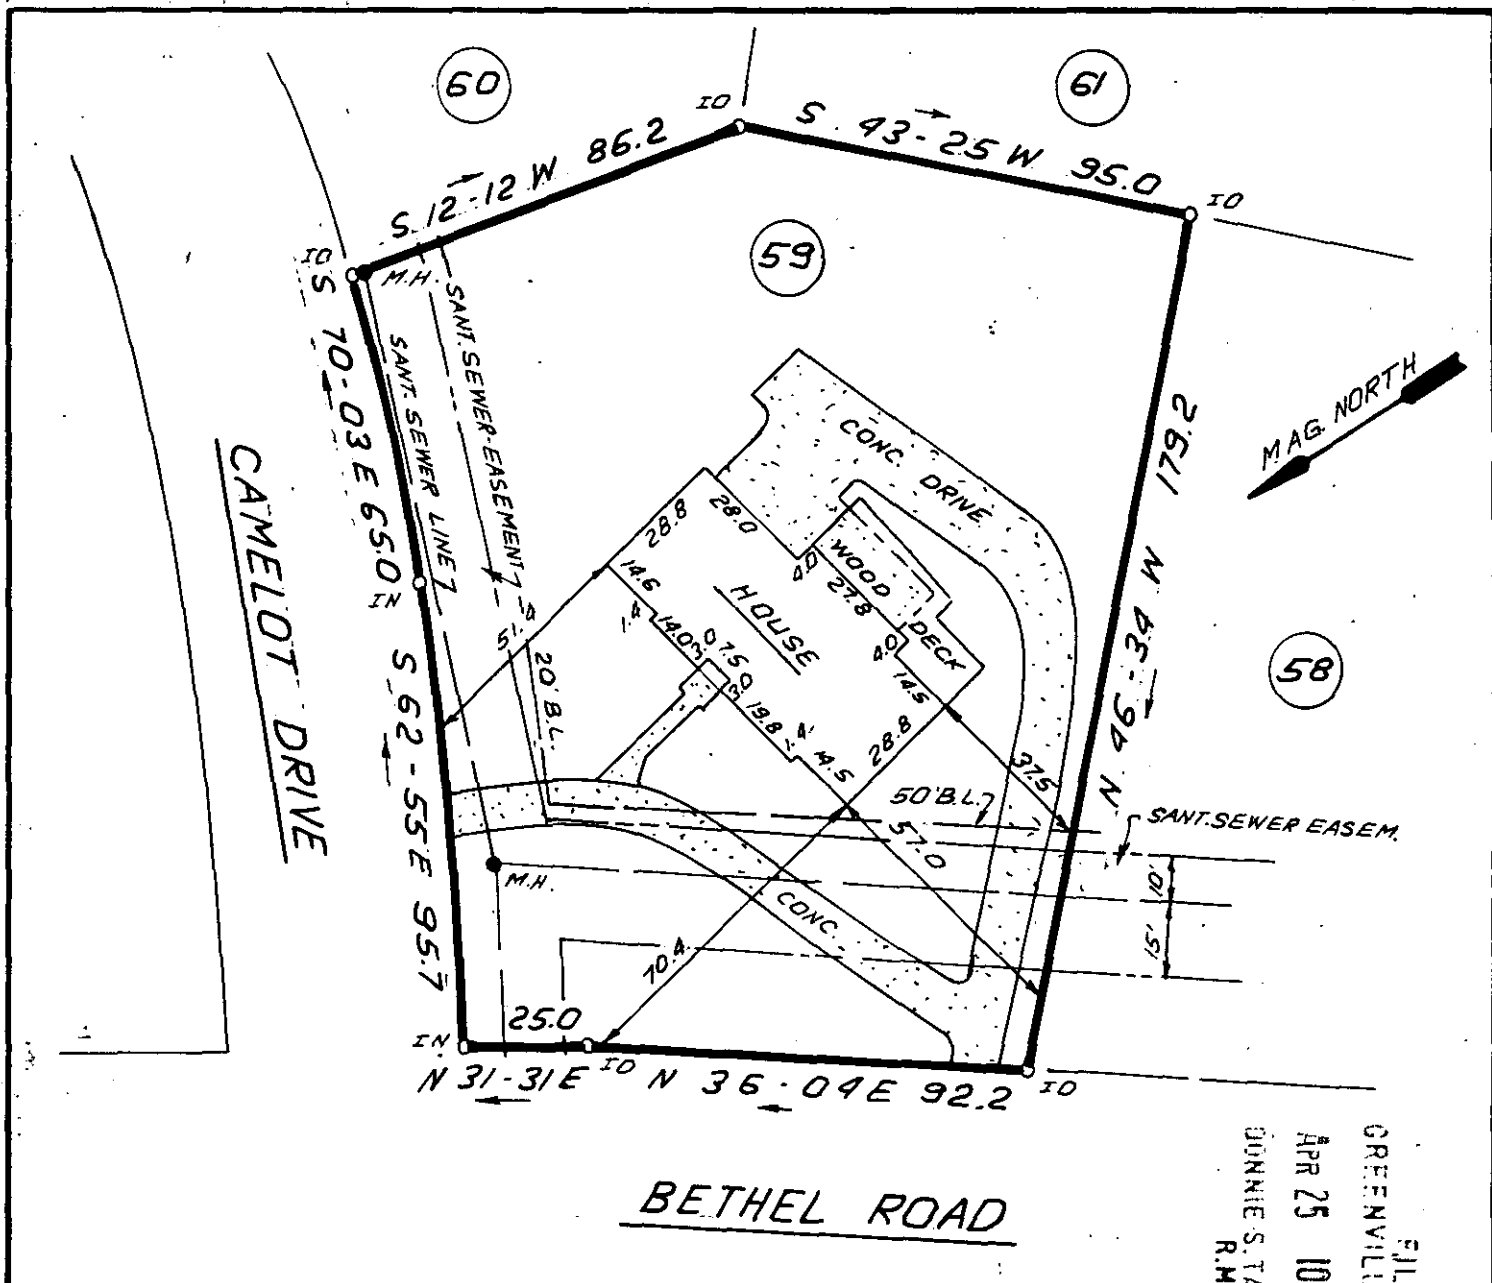 60
61
IO
S 43-25 W 95.0
S 12-12 W 86.2
IO
IO
M.H.
59
S 70-03 E 65.0
SANT. SEWER LINE
SANT. SEWER EASEMENT
CONC. DRIVE
MAG. NORTH
N 46-34 W 179.2
CAMELOT DRIVE
28.8
28.0
14.6
1.4
14.0
3.0
7.5
3.0
19.8
1.4
14.5
28.8
14.5
4.0
27.8
4.0
WOOD
DECK
HOUSE
IN
51.4
20' B.L.
58
37.5
50' B.L.
57.0
SANT. SEWER EASEM.
10'
15'
S 62-55 E 95.7
M.H.
CONC.
70.4
25.0
IN
IO
N 31-31 E
N 36-04 E 92.2
IO
BETHEL ROAD
APR 25 10
DONNIE S.
R.M